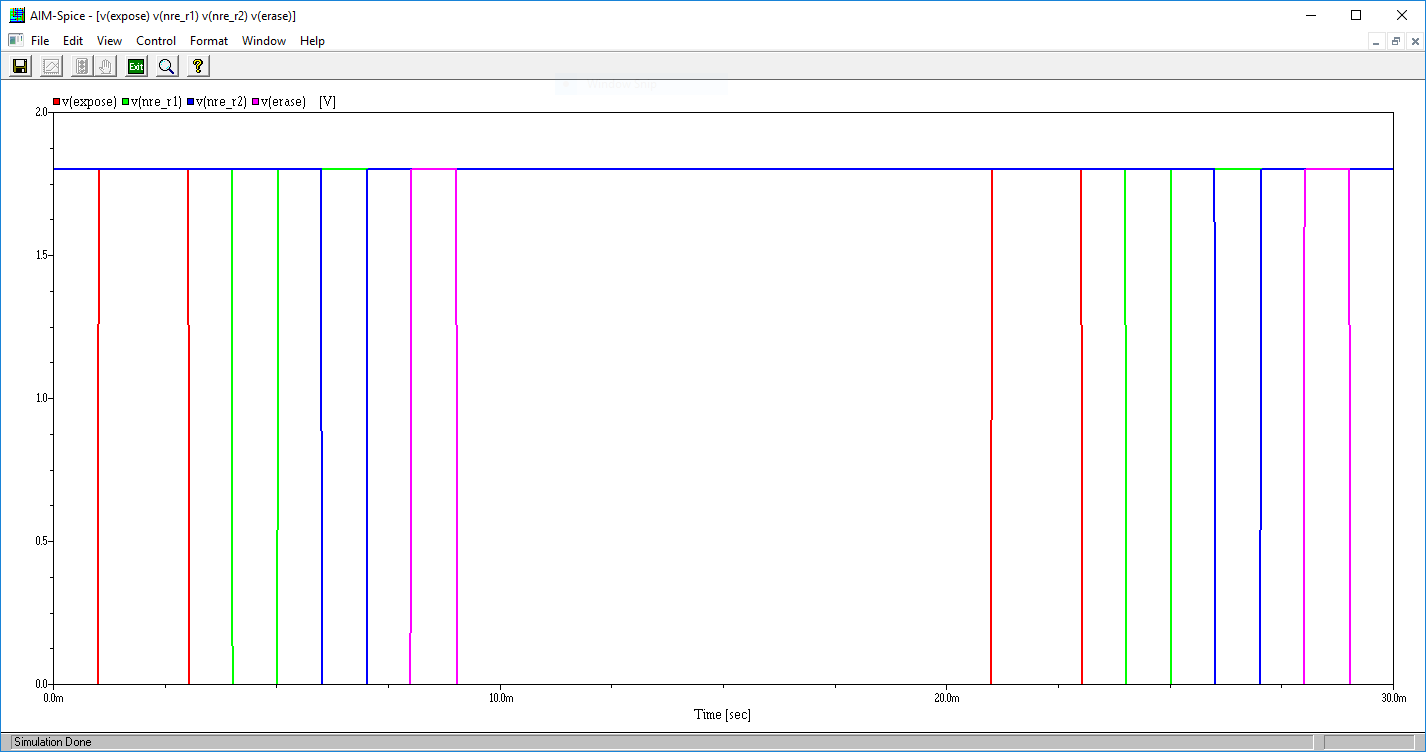 AIM-Spice - [v(expose) v(nre_r1) v(nre_r2) v(erase)]
File Edit View Control Format Window Help
Exit ?
v(expose) v(nre_r1) v(nre_r2) v(erase) [V]
2.0
1.5
1.0
0.5
0.0
0.0m 10.0m 20.0m 30.0m
Time [sec]
Simulation Done